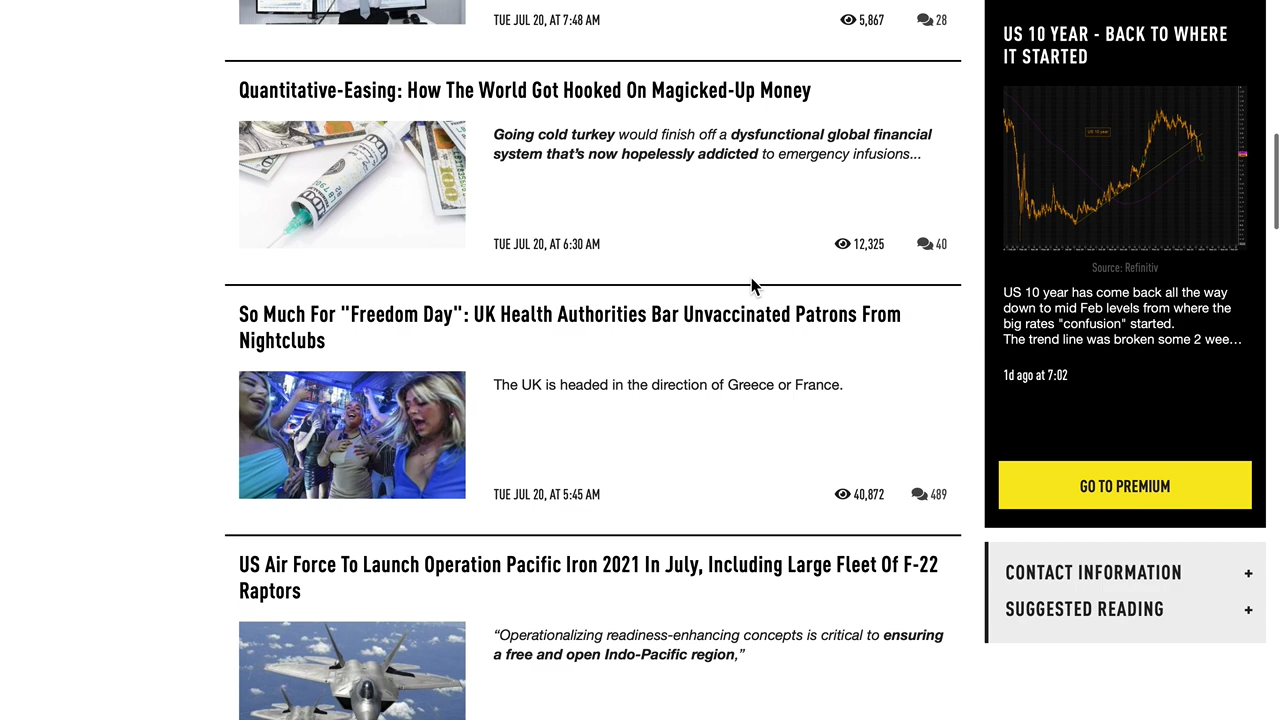 TUE JUL 20, AT 7:48 AM
5,867
28
Quantitative-Easing: How The World Got Hooked On Magicked-Up Money
Going cold turkey would finish off a dysfunctional global financial
system that's now hopelessly addicted to emergency infusions...
TUE JUL 20, AT 6:30 AM
12,325
40
So Much For "Freedom Day": UK Health Authorities Bar Unvaccinated Patrons From
Nightclubs
The UK is headed in the direction of Greece or France.
TUE JUL 20, AT 5:45 AM
40,872
489
US Air Force To Launch Operation Pacific Iron 2021 In July, Including Large Fleet Of F-22
Raptors
“Operationalizing readiness-enhancing concepts is critical to ensuring
a free and open Indo-Pacific region,”
US 10 YEAR - BACK TO WHERE
IT STARTED
US 10 year
Source: Refinitiv
US 10 year has come back all the way
down to mid Feb levels from where the
big rates "confusion" started.
The trend line was broken some 2 wee...
1d ago at 7:02
GO TO PREMIUM
CONTACT INFORMATION +
SUGGESTED READING +